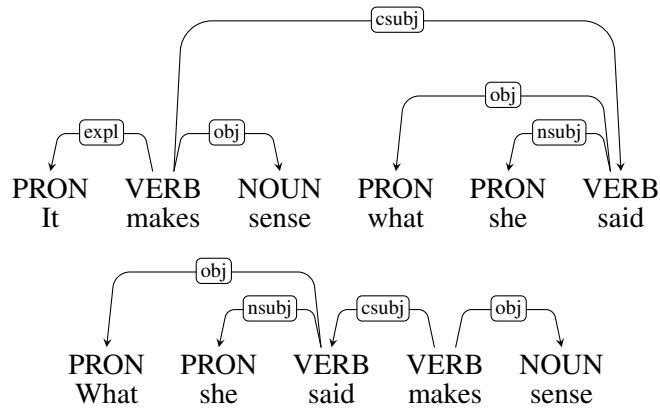 csubj
obj
expl obj nsubj
PRON VERB NOUN PRON PRON VERB
It makes sense what she said
obj
nsubj csubj obj
PRON PRON VERB VERB NOUN
What she said makes sense